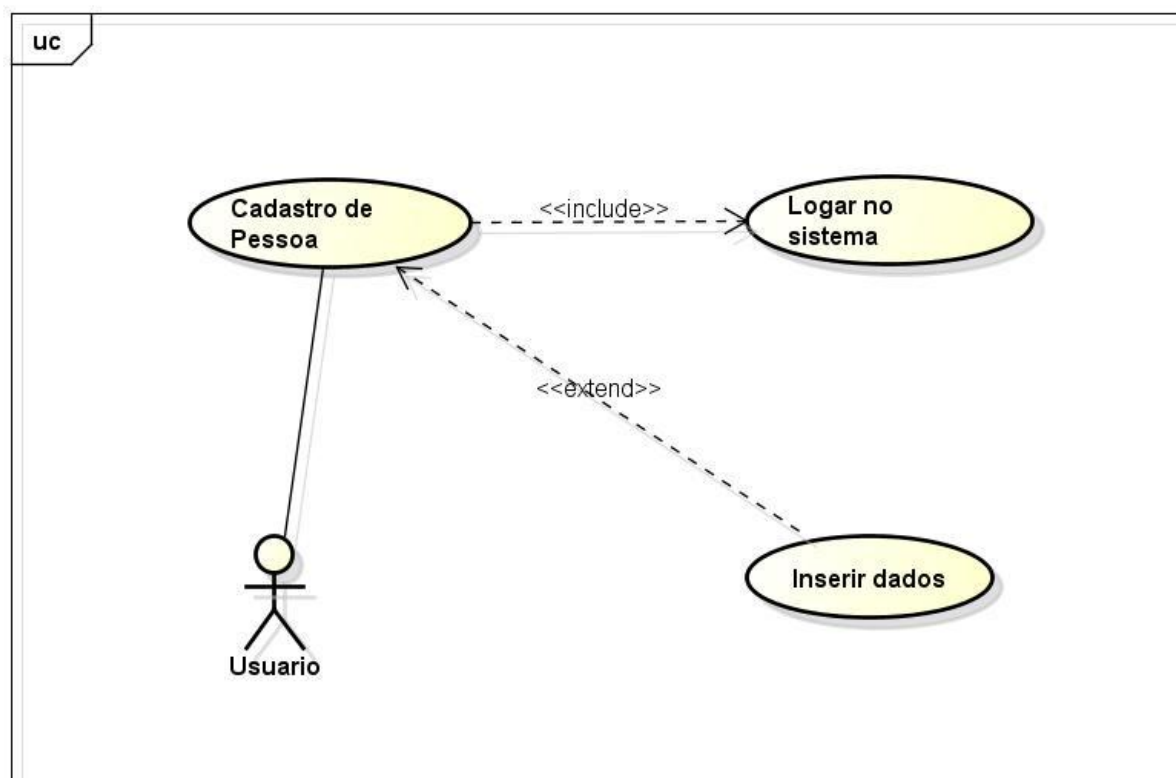 uc
Cadastro de
Pessoa
<<include>>
Logar no
sistema
<<extend>>
Inserir dados
Usuario